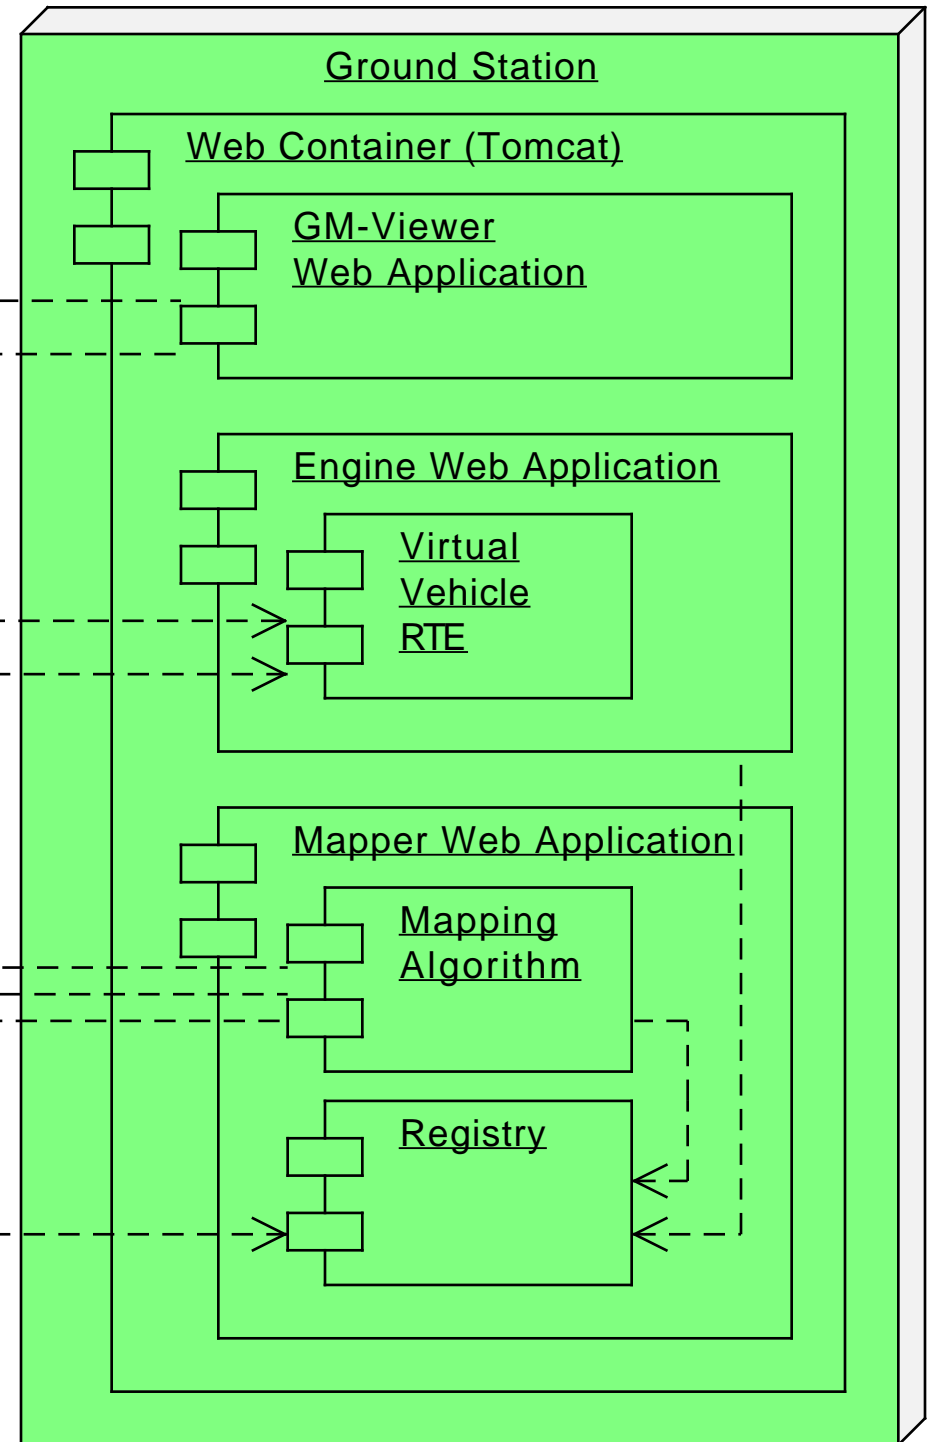 Ground Station
Web Container (Tomcat)
GM-Viewer
Web Application
Engine Web Application
Virtual
Vehicle
RTE
Mapper Web Application
Mapping
Algorithm
Registry